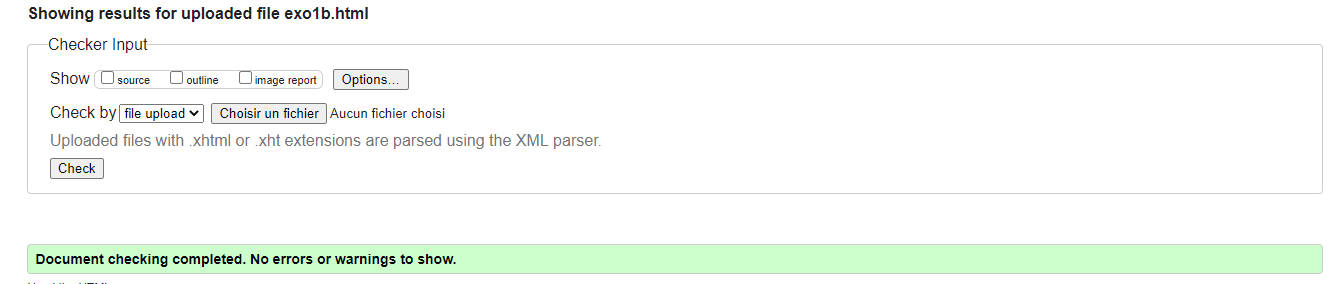 Showing results for uploaded file exo1b.html
Checker Input
Show source outline image report Options...
Check by file upload Choisir un fichier Aucun fichier choisi
Uploaded files with .xhtml or .xht extensions are parsed using the XML parser.
Check
Document checking completed. No errors or warnings to show.